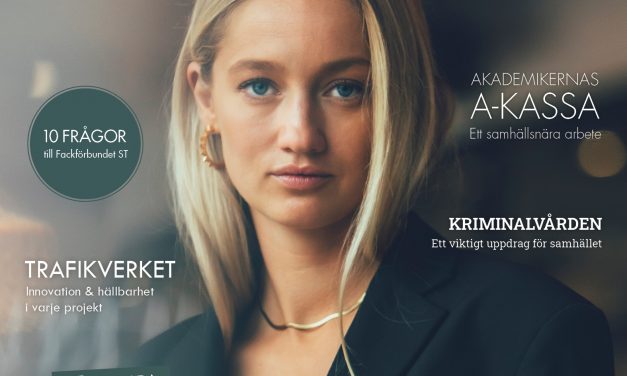 10 FRÅGOR
till Fackförbundet ST
AKADEMIKERNAS
A-KASSA
Ett samhällsnära arbete
KRIMINALVÅRDEN
Ett viktigt uppdrag för samhället
TRAFIKVERKET
Innovation & hållbarhet
i varje projekt